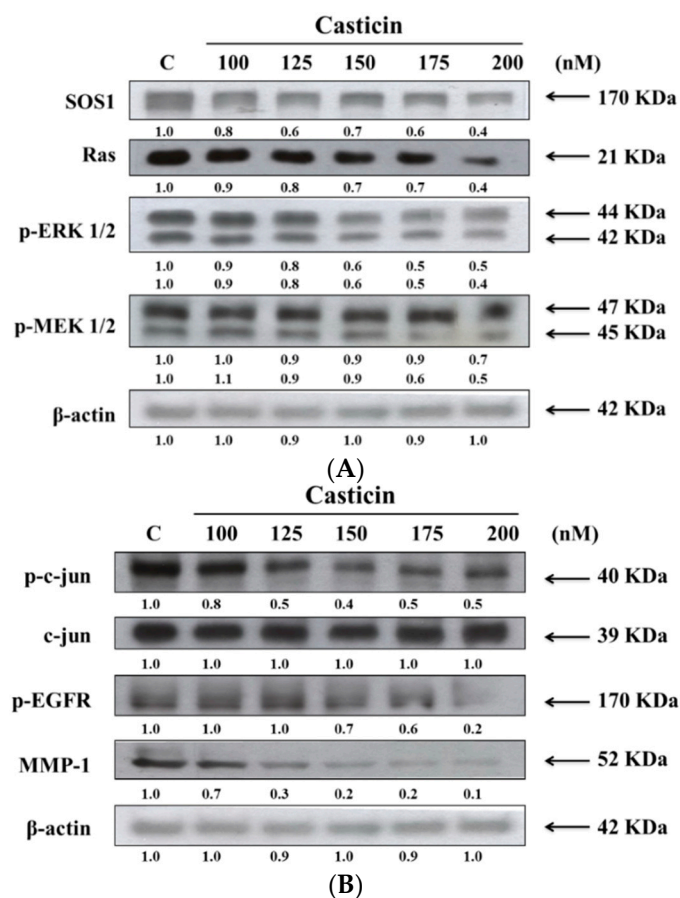 Casticin
C 100 125 150 175 200 (nM)
SOS1 170 KDa
1.0 0.8 0.6 0.7 0.6 0.4
Ras 21 KDa
1.0 0.9 0.8 0.7 0.7 0.4
44 KDa
p-ERK 1/2
42 KDa
1.0 0.9 0.8 0.6 0.5 0.5
1.0 0.9 0.8 0.6 0.5 0.4
47 KDa
p-MEK 1/2
45 KDa
1.0 1.0 0.9 0.9 0.9 0.7
1.0 1.1 0.9 0.9 0.6 0.5
β-actin 42 KDa
1.0 1.0 0.9 1.0 0.9 1.0
(A)
Casticin
C 100 125 150 175 200 (nM)
p-c-jun 40 KDa
1.0 0.8 0.5 0.4 0.5 0.5
c-jun 39 KDa
1.0 1.0 1.0 1.0 1.0 1.0
p-EGFR 170 KDa
1.0 1.0 1.0 0.7 0.6 0.2
MMP-1 52 KDa
1.0 0.7 0.3 0.2 0.2 0.1
β-actin 42 KDa
1.0 1.0 0.9 1.0 0.9 1.0
(B)